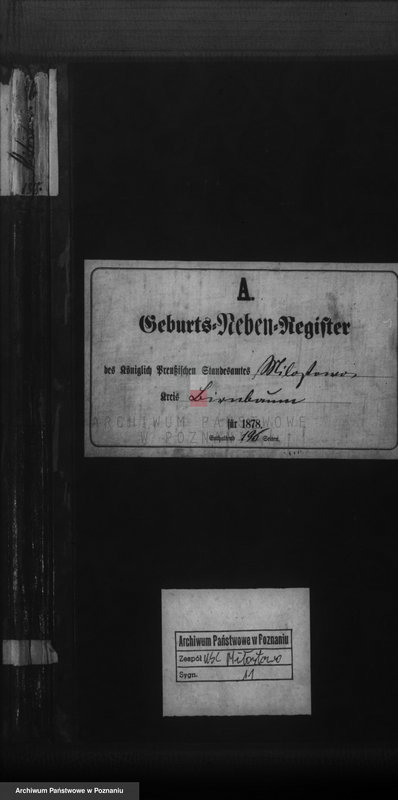 A.
Geburts-Neben-Register
des Königlich Preußischen Standesamtes Milostowo
Kreis Birnbaum
ARCHIWUM PAŃSTWOWE
W POZNANIU
für 1878.
Enthaltend 196 Seiten.
Archiwum Państwowe w Poznaniu
Zespół USC Miłostowo
Sygn. 11
Archiwum Państwowe w Poznaniu